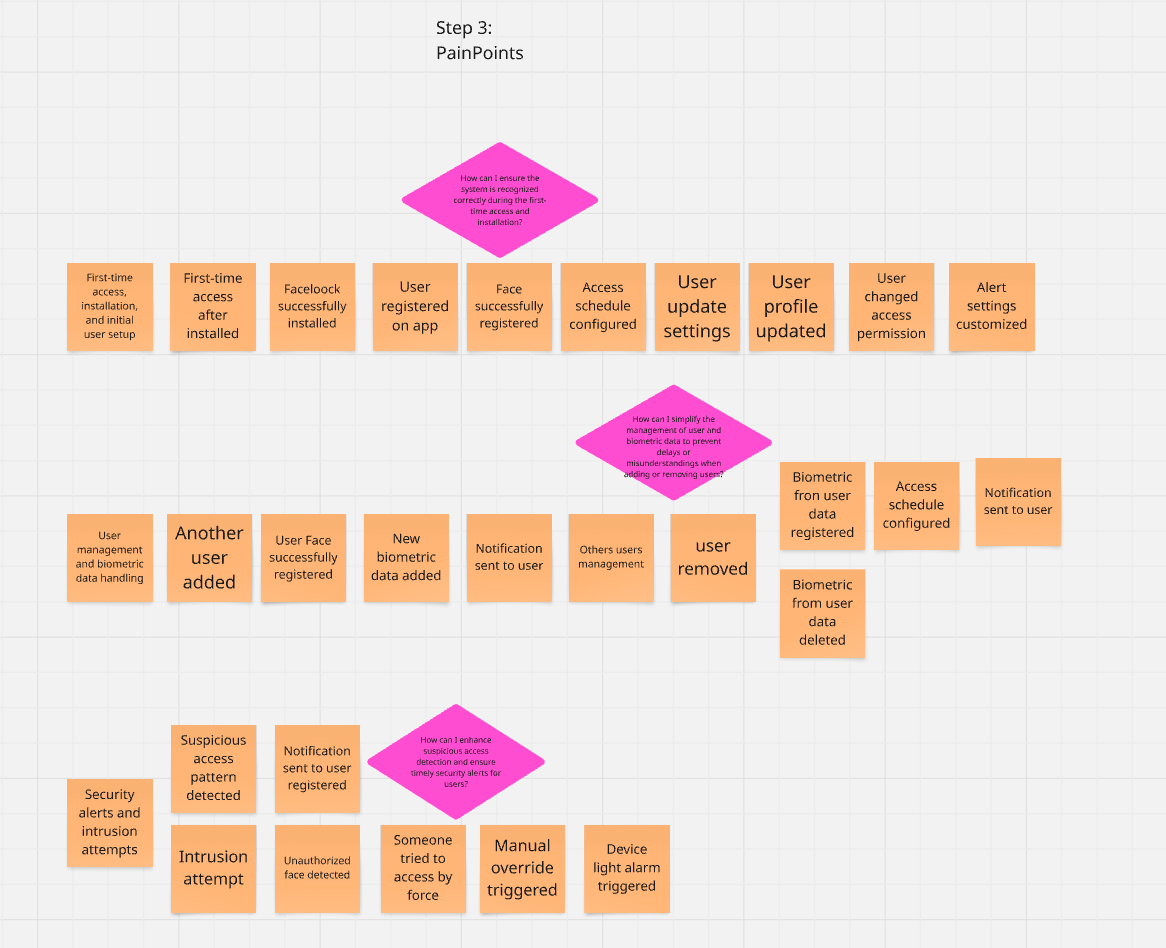 Step 3:
PainPoints
How can I ensure the
system is recognized
correctly during the first-
time access and
installation?
First-time
access,
installation,
and initial
user setup
First-time
access
after
installed
Faceloock
successfully
installed
User
registered
on app
Face
successfully
registered
Access
schedule
configured
User
update
settings
User
profile
updated
User
changed
access
permission
Alert
settings
customized
How can I simplify the
management of user and
biometric data to prevent
delays or
misunderstandings when
adding or removing users?
Biometric
fron user
data
registered
Access
schedule
configured
Notification
sent to user
User
management
and biometric
data handling
Another
user
added
User Face
successfully
registered
New
biometric
data added
Notification
sent to user
Others users
management
user
removed
Biometric
from user
data
deleted
Suspicious
access
pattern
detected
Notification
sent to user
registered
How can I enhance
suspicious access
detection and ensure
timely security alerts for
users?
Security
alerts and
intrusion
attempts
Intrusion
attempt
Unauthorized
face detected
Someone
tried to
access by
force
Manual
override
triggered
Device
light alarm
triggered